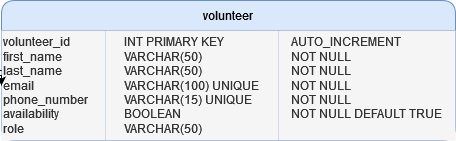 volunteer
volunteer_id INT PRIMARY KEY AUTO_INCREMENT
first_name VARCHAR(50) NOT NULL
last_name VARCHAR(50) NOT NULL
email VARCHAR(100) UNIQUE NOT NULL
phone_number VARCHAR(15) UNIQUE NOT NULL
availability BOOLEAN NOT NULL DEFAULT TRUE
role VARCHAR(50)